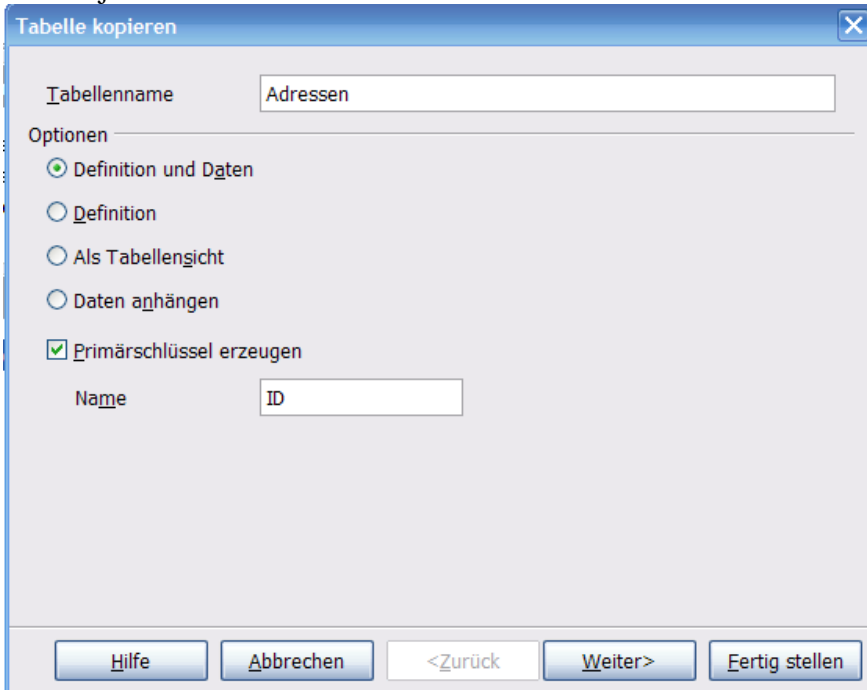 Tabelle kopieren
Tabellenname Adressen
Optionen
Definition und Daten
Definition
Als Tabellensicht
Daten anhängen
Primärschlüssel erzeugen
Name ID
Hilfe Abbrechen <Zurück Weiter> Fertig stellen